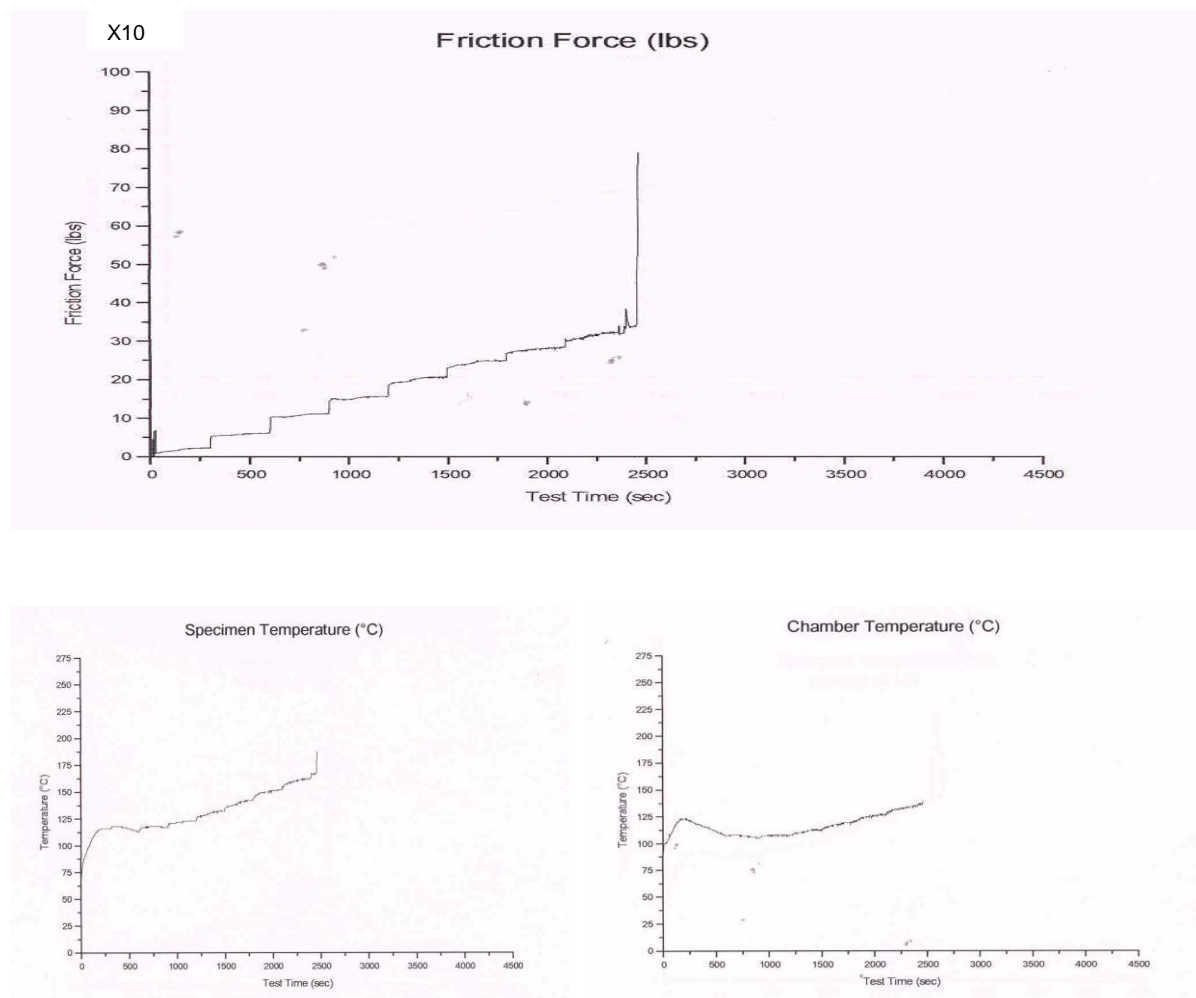 X10
Friction Force (lbs)
100
90
80
70
60
50
40
30
20
10
0
Friction Force (lbs)
0 500 1000 1500 2000 2500 3000 3500 4000 4500
Test Time (sec)
Specimen Temperature (°C)
275
250
225
200
175
150
125
100
75
50
25
0
Temperature (°C)
0 500 1000 1500 2000 2500 3000 3500 4000 4500
Test Time (sec)
Chamber Temperature (°C)
275
250
225
200
175
150
125
100
75
50
25
0
Temperature (°C)
0 500 1000 1500 2000 2500 3000 3500 4000 4500
Test Time (sec)